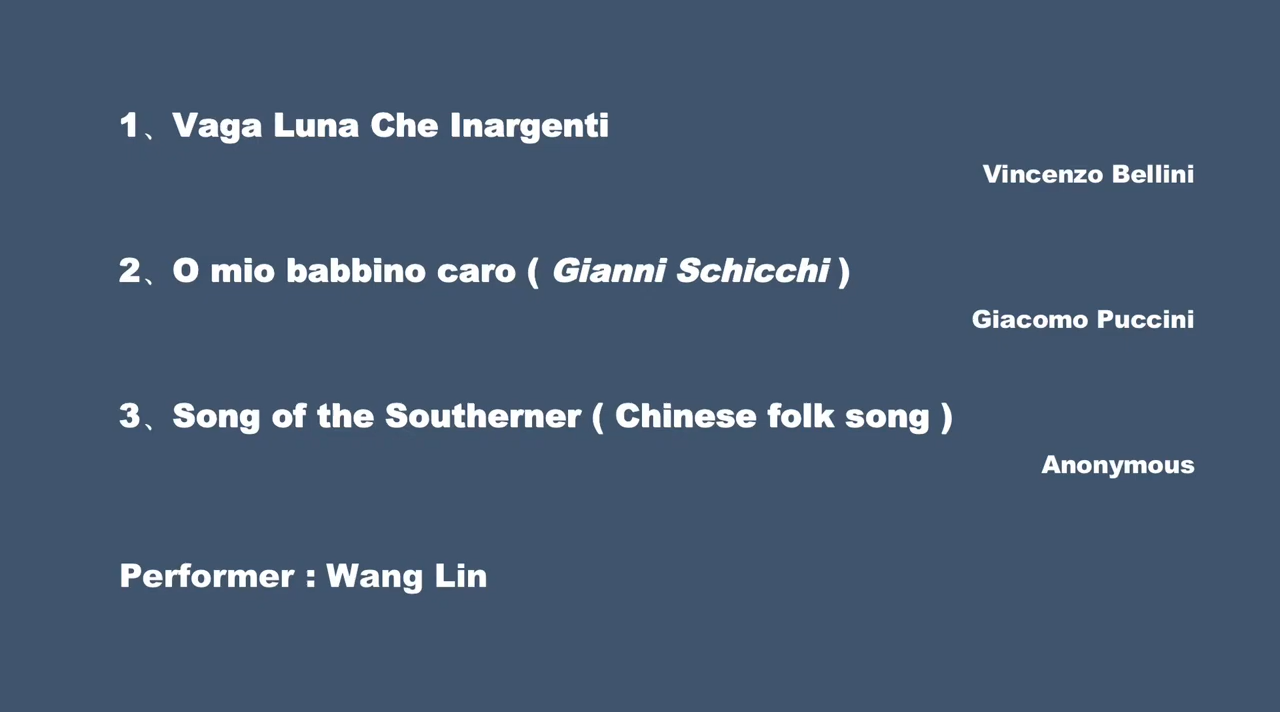 1、Vaga Luna Che Inargenti
Vincenzo Bellini
2、O mio babbino caro ( Gianni Schicchi )
Giacomo Puccini
3、Song of the Southerner ( Chinese folk song )
Anonymous
Performer : Wang Lin